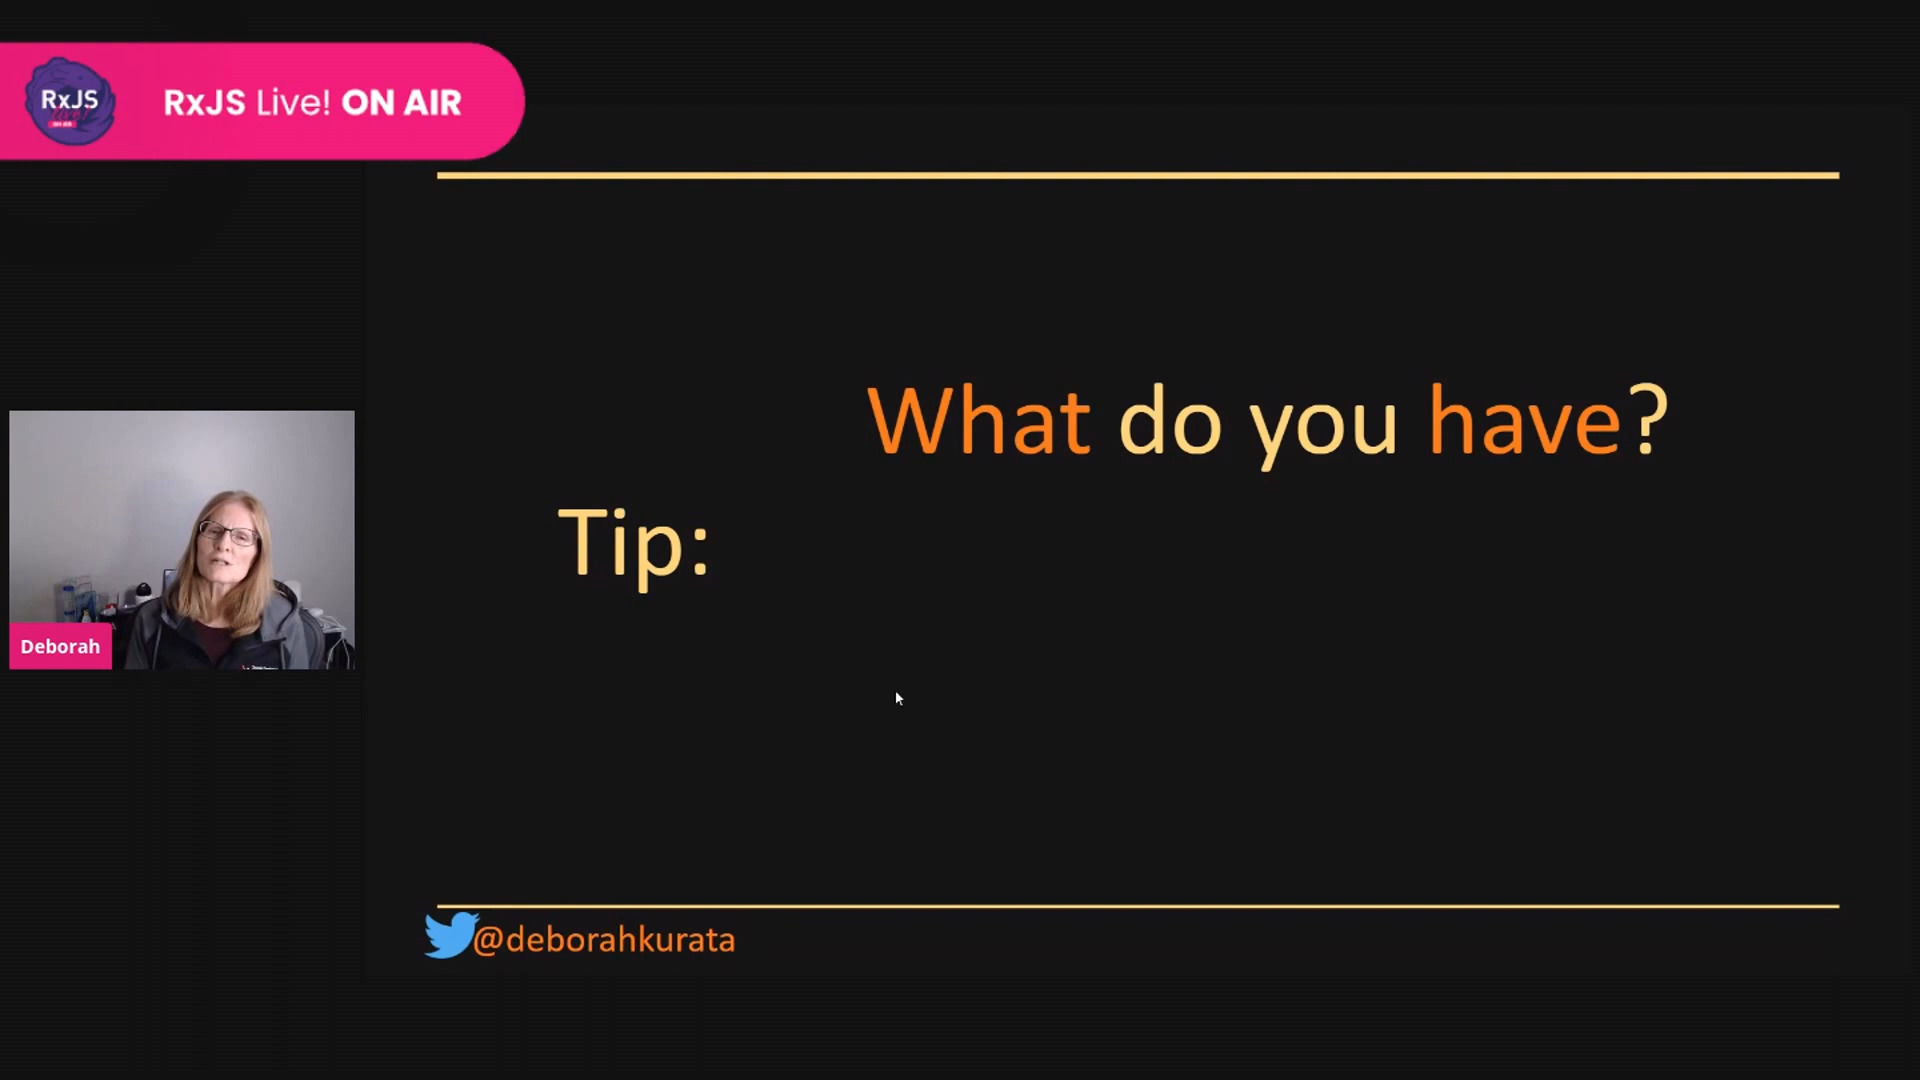 RxJS
RxJS Live! ON AIR
What do you have?
Tip:
Deborah
@deborahkurata